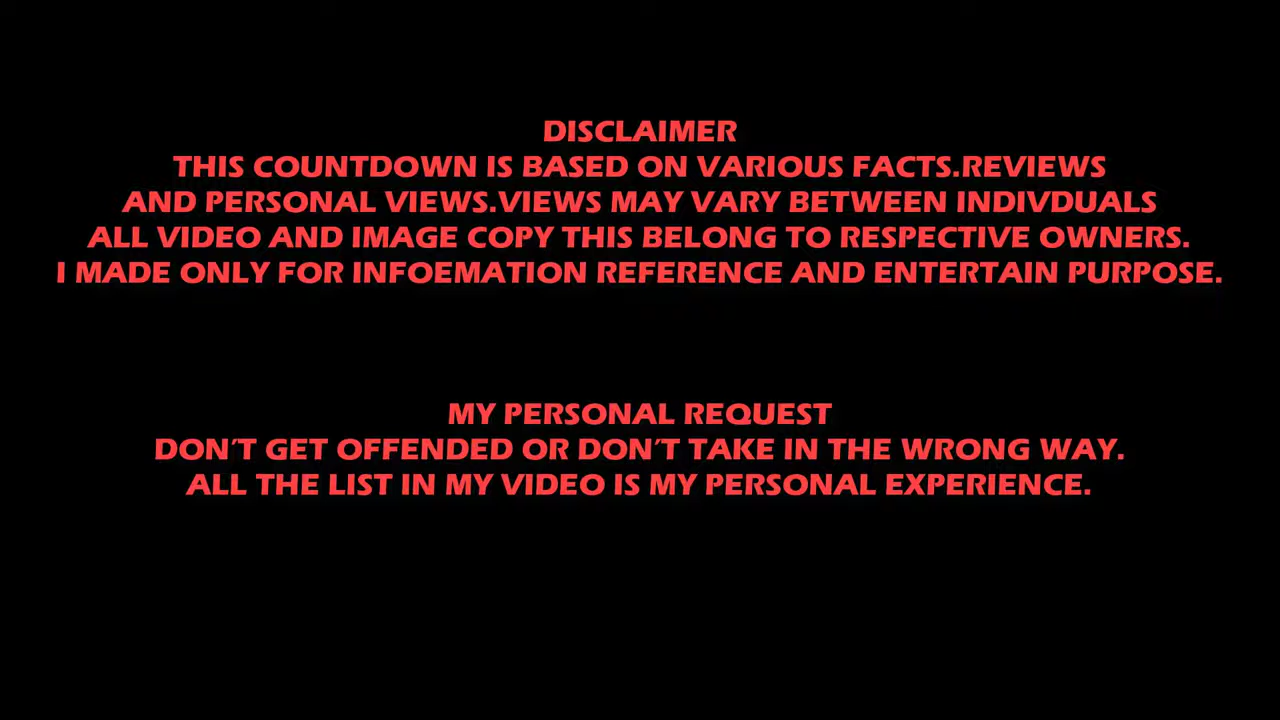 DISCLAIMER
THIS COUNTDOWN IS BASED ON VARIOUS FACTS.REVIEWS
AND PERSONAL VIEWS.VIEWS MAY VARY BETWEEN INDIVDUALS
ALL VIDEO AND IMAGE COPY THIS BELONG TO RESPECTIVE OWNERS.
I MADE ONLY FOR INFOEMATION REFERENCE AND ENTERTAIN PURPOSE.
MY PERSONAL REQUEST
DON'T GET OFFENDED OR DON'T TAKE IN THE WRONG WAY.
ALL THE LIST IN MY VIDEO IS MY PERSONAL EXPERIENCE.